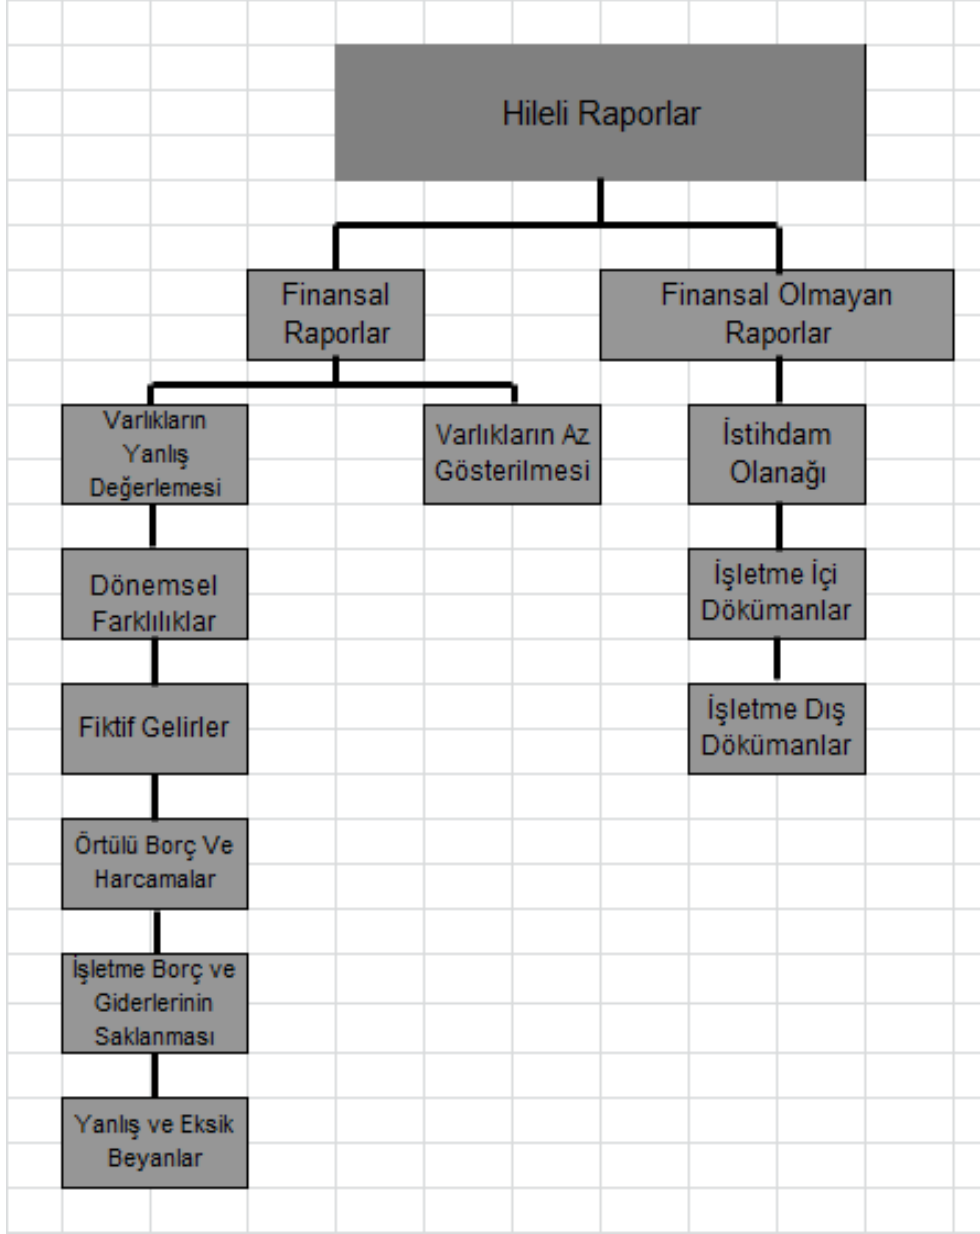 Hileli Raporlar
Finansal
Raporlar
Finansal Olmayan
Raporlar
Varlıkların
Yanlış
Değerlemesi
Varlıkların Az
Gösterilmesi
İstihdam
Olanağı
Dönemsel
Farklılıklar
İşletme İçi
Dökümanlar
Fiktif Gelirler
İşletme Dış
Dökümanlar
Örtülü Borç Ve
Harcamalar
İşletme Borç ve
Giderlerinin
Saklanması
Yanlış ve Eksik
Beyanlar